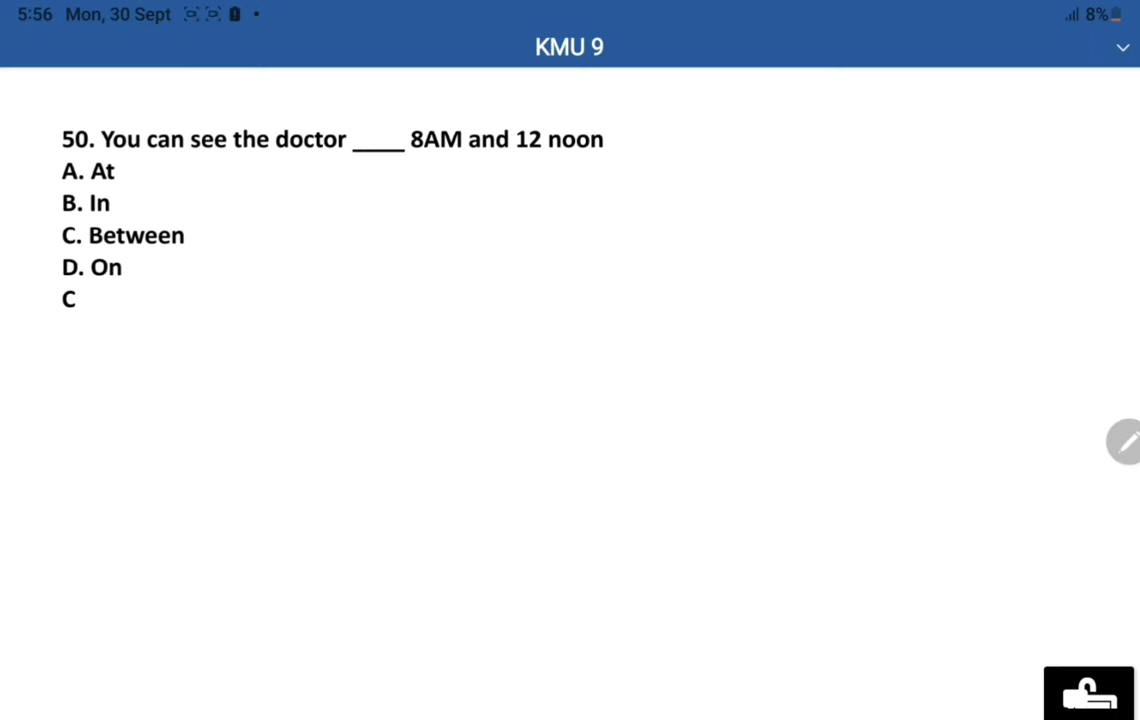 5:56 Mon, 30 Sept
8%
KMU 9
50. You can see the doctor ____ 8AM and 12 noon
A. At
B. In
C. Between
D. On
C